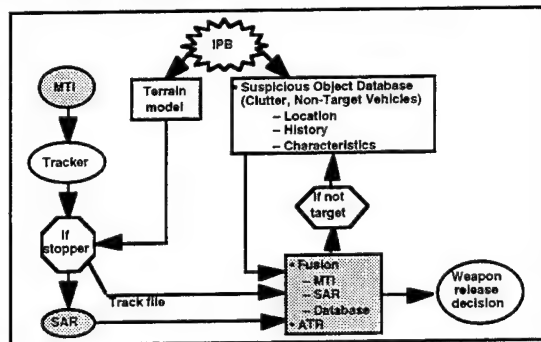 IPB
MTI
Terrain
model
• Suspicious Object Database
(Clutter, Non-Target Vehicles)
– Location
– History
– Characteristics
Tracker
If not
target
If
stopper
• Fusion
– MTI
– SAR
– Database
• ATR
Weapon
release
decision
Track file
SAR